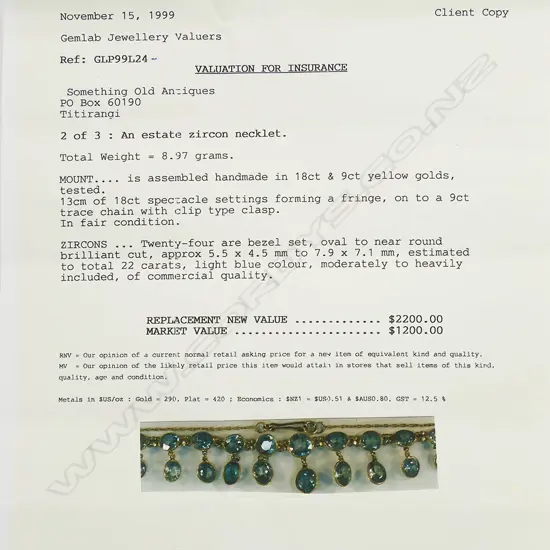 November 15, 1999 Client Copy
Gemlab Jewellery Valuers
Ref: GLP99L24-
VALUATION FOR INSURANCE
Something Old Antiques
PO Box 60190
Titirangi
2 of 3 : An estate zircon necklet.
Total Weight = 8.97 grams.
MOUNT.... is assembled handmade in 18ct & 9ct yellow golds,
tested.
13cm of 18ct spectacle settings forming a fringe, on to a 9ct
trace chain with clip type clasp.
In fair condition.
ZIRCONS ... Twenty-four are bezel set, oval to near round
brilliant cut, approx 5.5 x 4.5 mm to 7.9 x 7.1 mm, estimated
to total 22 carats, light blue colour, moderately to heavily
included, of commercial quality.
REPLACEMENT NEW VALUE ............. $2200.00
MARKET VALUE ...................... $1200.00
RNV = Our opinion of a current normal retail asking price for a new item of equivalent kind and quality.
MV = Our opinion of the likely retail price this item would attain in stores that sell items of this kind,
quality, age and condition.
Metals in $US/oz : Gold = 290, Plat = 420 ; Economics : $NZ1 = $US0.51 & $AUS0.80, GST = 12.5 %